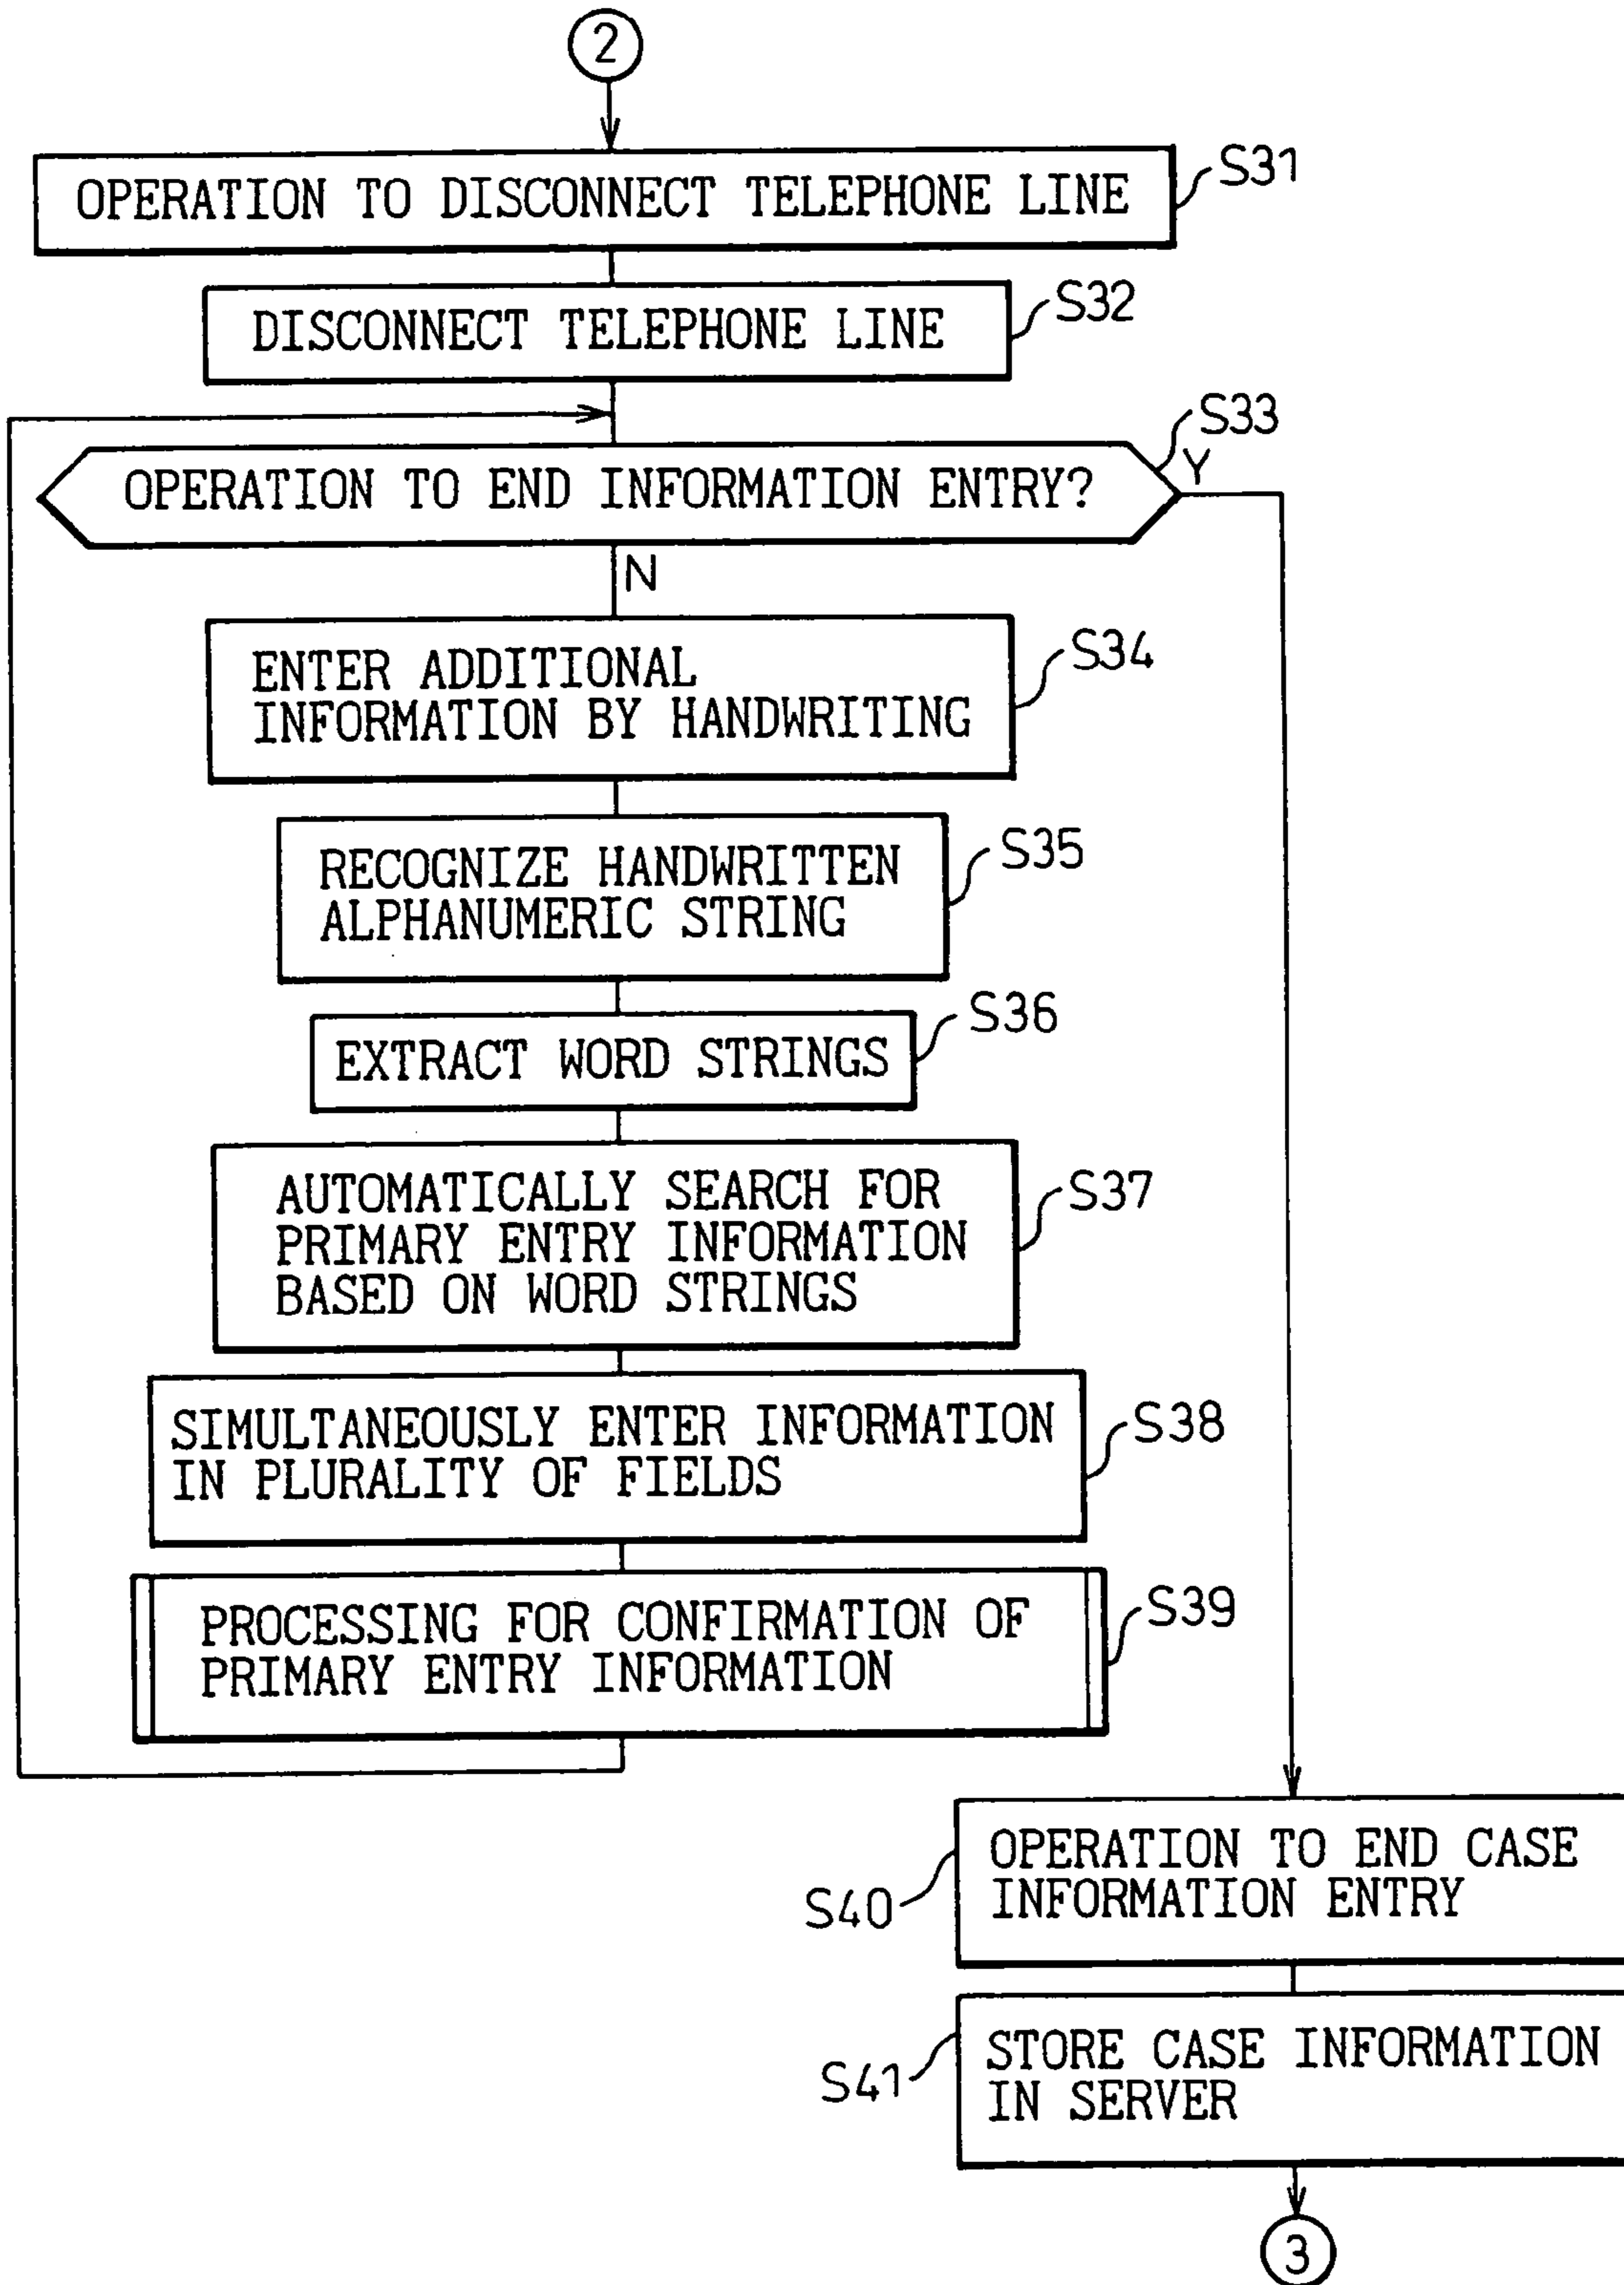 2
OPERATION TO DISCONNECT TELEPHONE LINE
S31
DISCONNECT TELEPHONE LINE
S32
OPERATION TO END INFORMATION ENTRY?
S33
Y
N
ENTER ADDITIONAL
INFORMATION BY HANDWRITING
S34
RECOGNIZE HANDWRITTEN
ALPHANUMERIC STRING
S35
EXTRACT WORD STRINGS
S36
AUTOMATICALLY SEARCH FOR
PRIMARY ENTRY INFORMATION
BASED ON WORD STRINGS
S37
SIMULTANEOUSLY ENTER INFORMATION
IN PLURALITY OF FIELDS
S38
PROCESSING FOR CONFIRMATION OF
PRIMARY ENTRY INFORMATION
S39
OPERATION TO END CASE
INFORMATION ENTRY
S40
STORE CASE INFORMATION
IN SERVER
S41
3